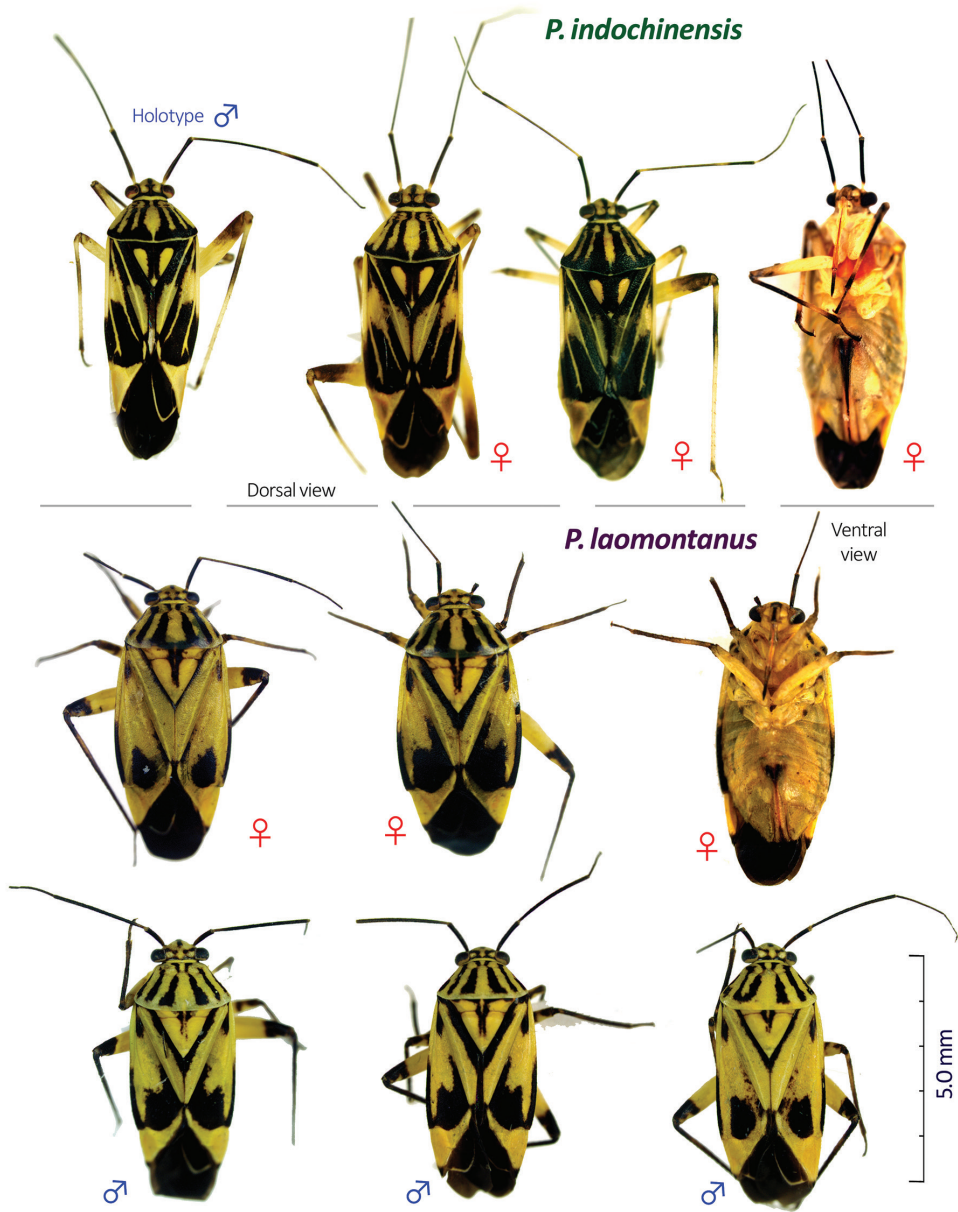 P. indochinensis
Holotype ♂
♀
♀
♀
Dorsal view
P. laomontanus
Ventral
view
♀
♀
♀
5.0 mm
♂
♂
♂